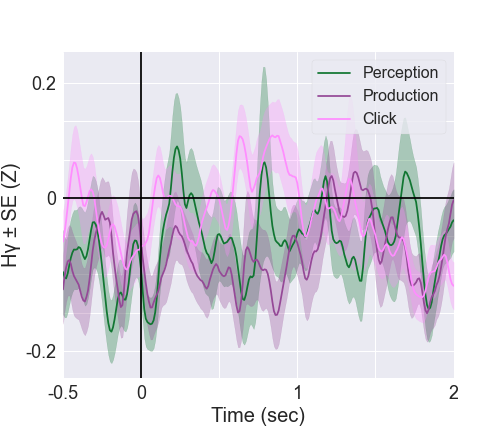 Perception
Production
Click
0.2
0
-0.2
Hγ ± SE (Z)
-0.5
0
1
2
Time (sec)